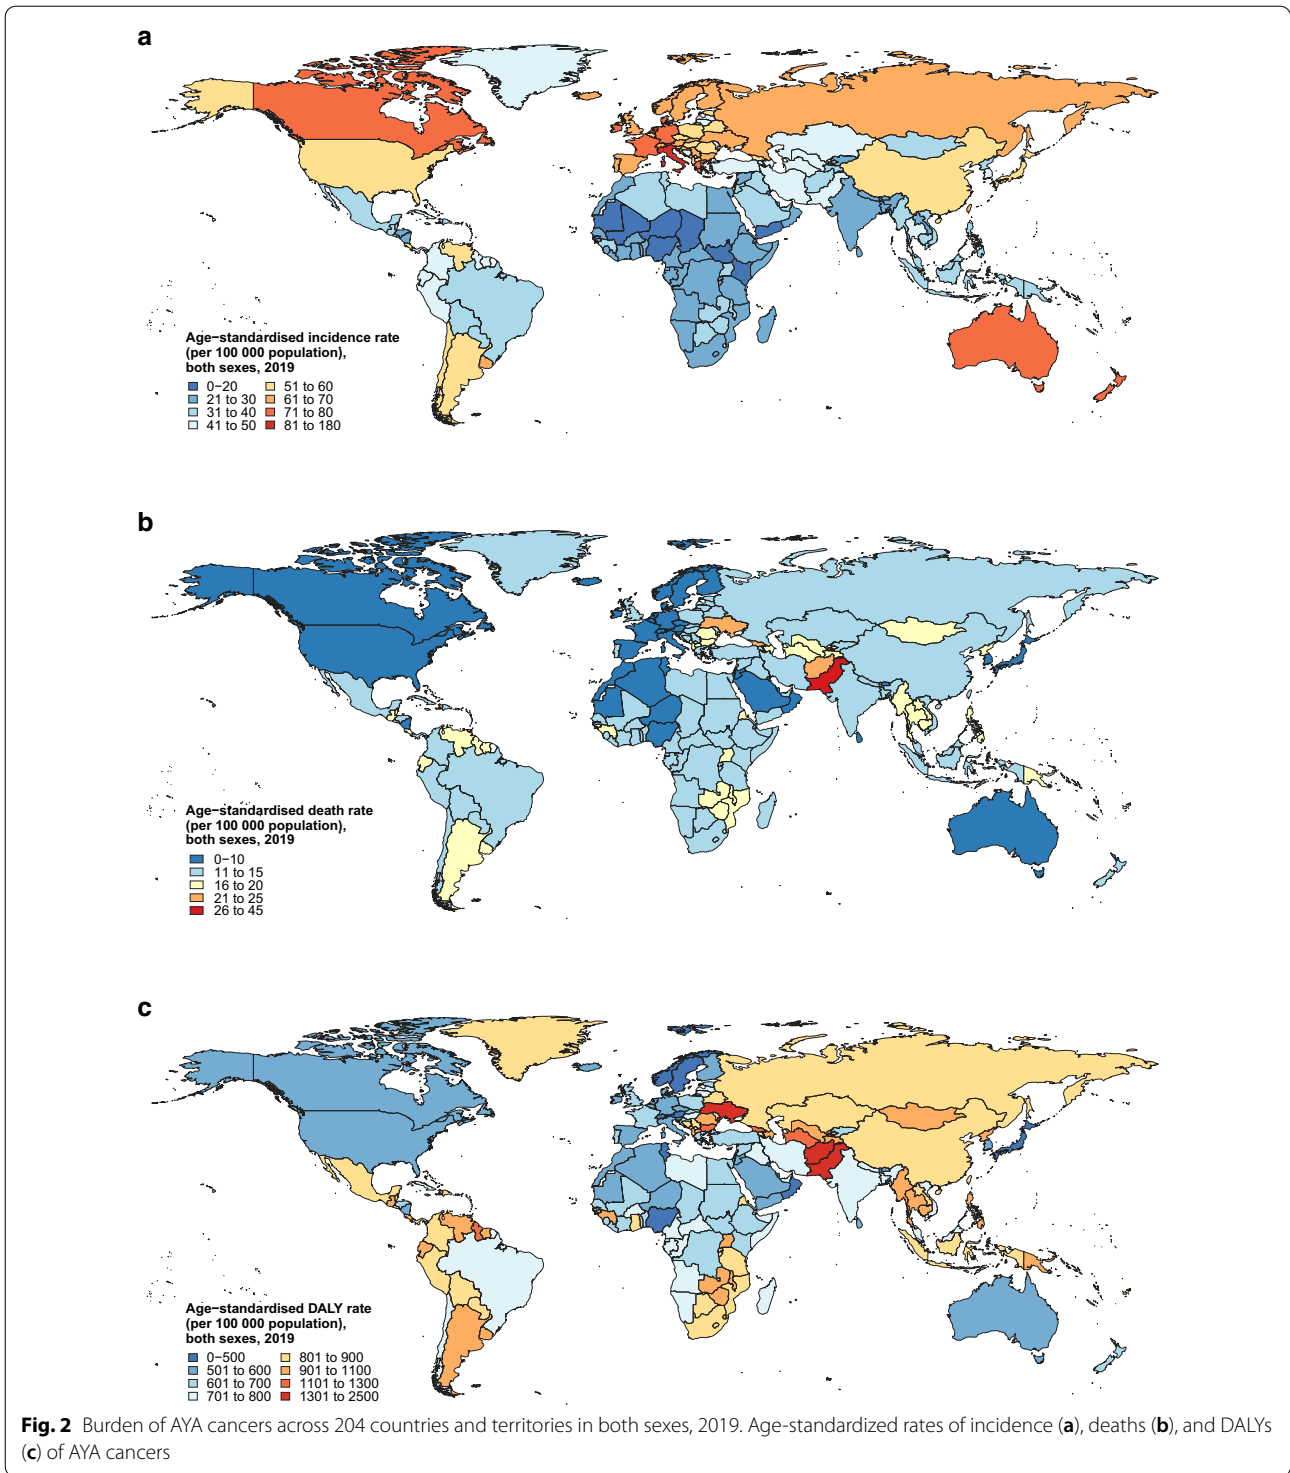 a
Age-standardised incidence rate
(per 100 000 population),
both sexes, 2019
0-20
21 to 30
31 to 40
41 to 50
51 to 60
61 to 70
71 to 80
81 to 180
b
Age-standardised death rate
(per 100 000 population),
both sexes, 2019
0-10
11 to 15
16 to 20
21 to 25
26 to 45
c
Age-standardised DALY rate
(per 100 000 population),
both sexes, 2019
0-500
501 to 600
601 to 700
701 to 800
801 to 900
901 to 1100
1101 to 1300
1301 to 2500
Fig. 2 Burden of AYA cancers across 204 countries and territories in both sexes, 2019. Age-standardized rates of incidence (a), deaths (b), and DALYs
(c) of AYA cancers